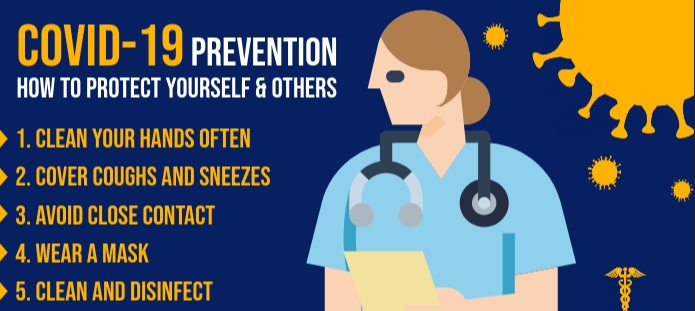 COVID-19 PREVENTION
HOW TO PROTECT YOURSELF & OTHERS
1. CLEAN YOUR HANDS OFTEN
2. COVER COUGHS AND SNEEZES
3. AVOID CLOSE CONTACT
4. WEAR A MASK
5. CLEAN AND DISINFECT